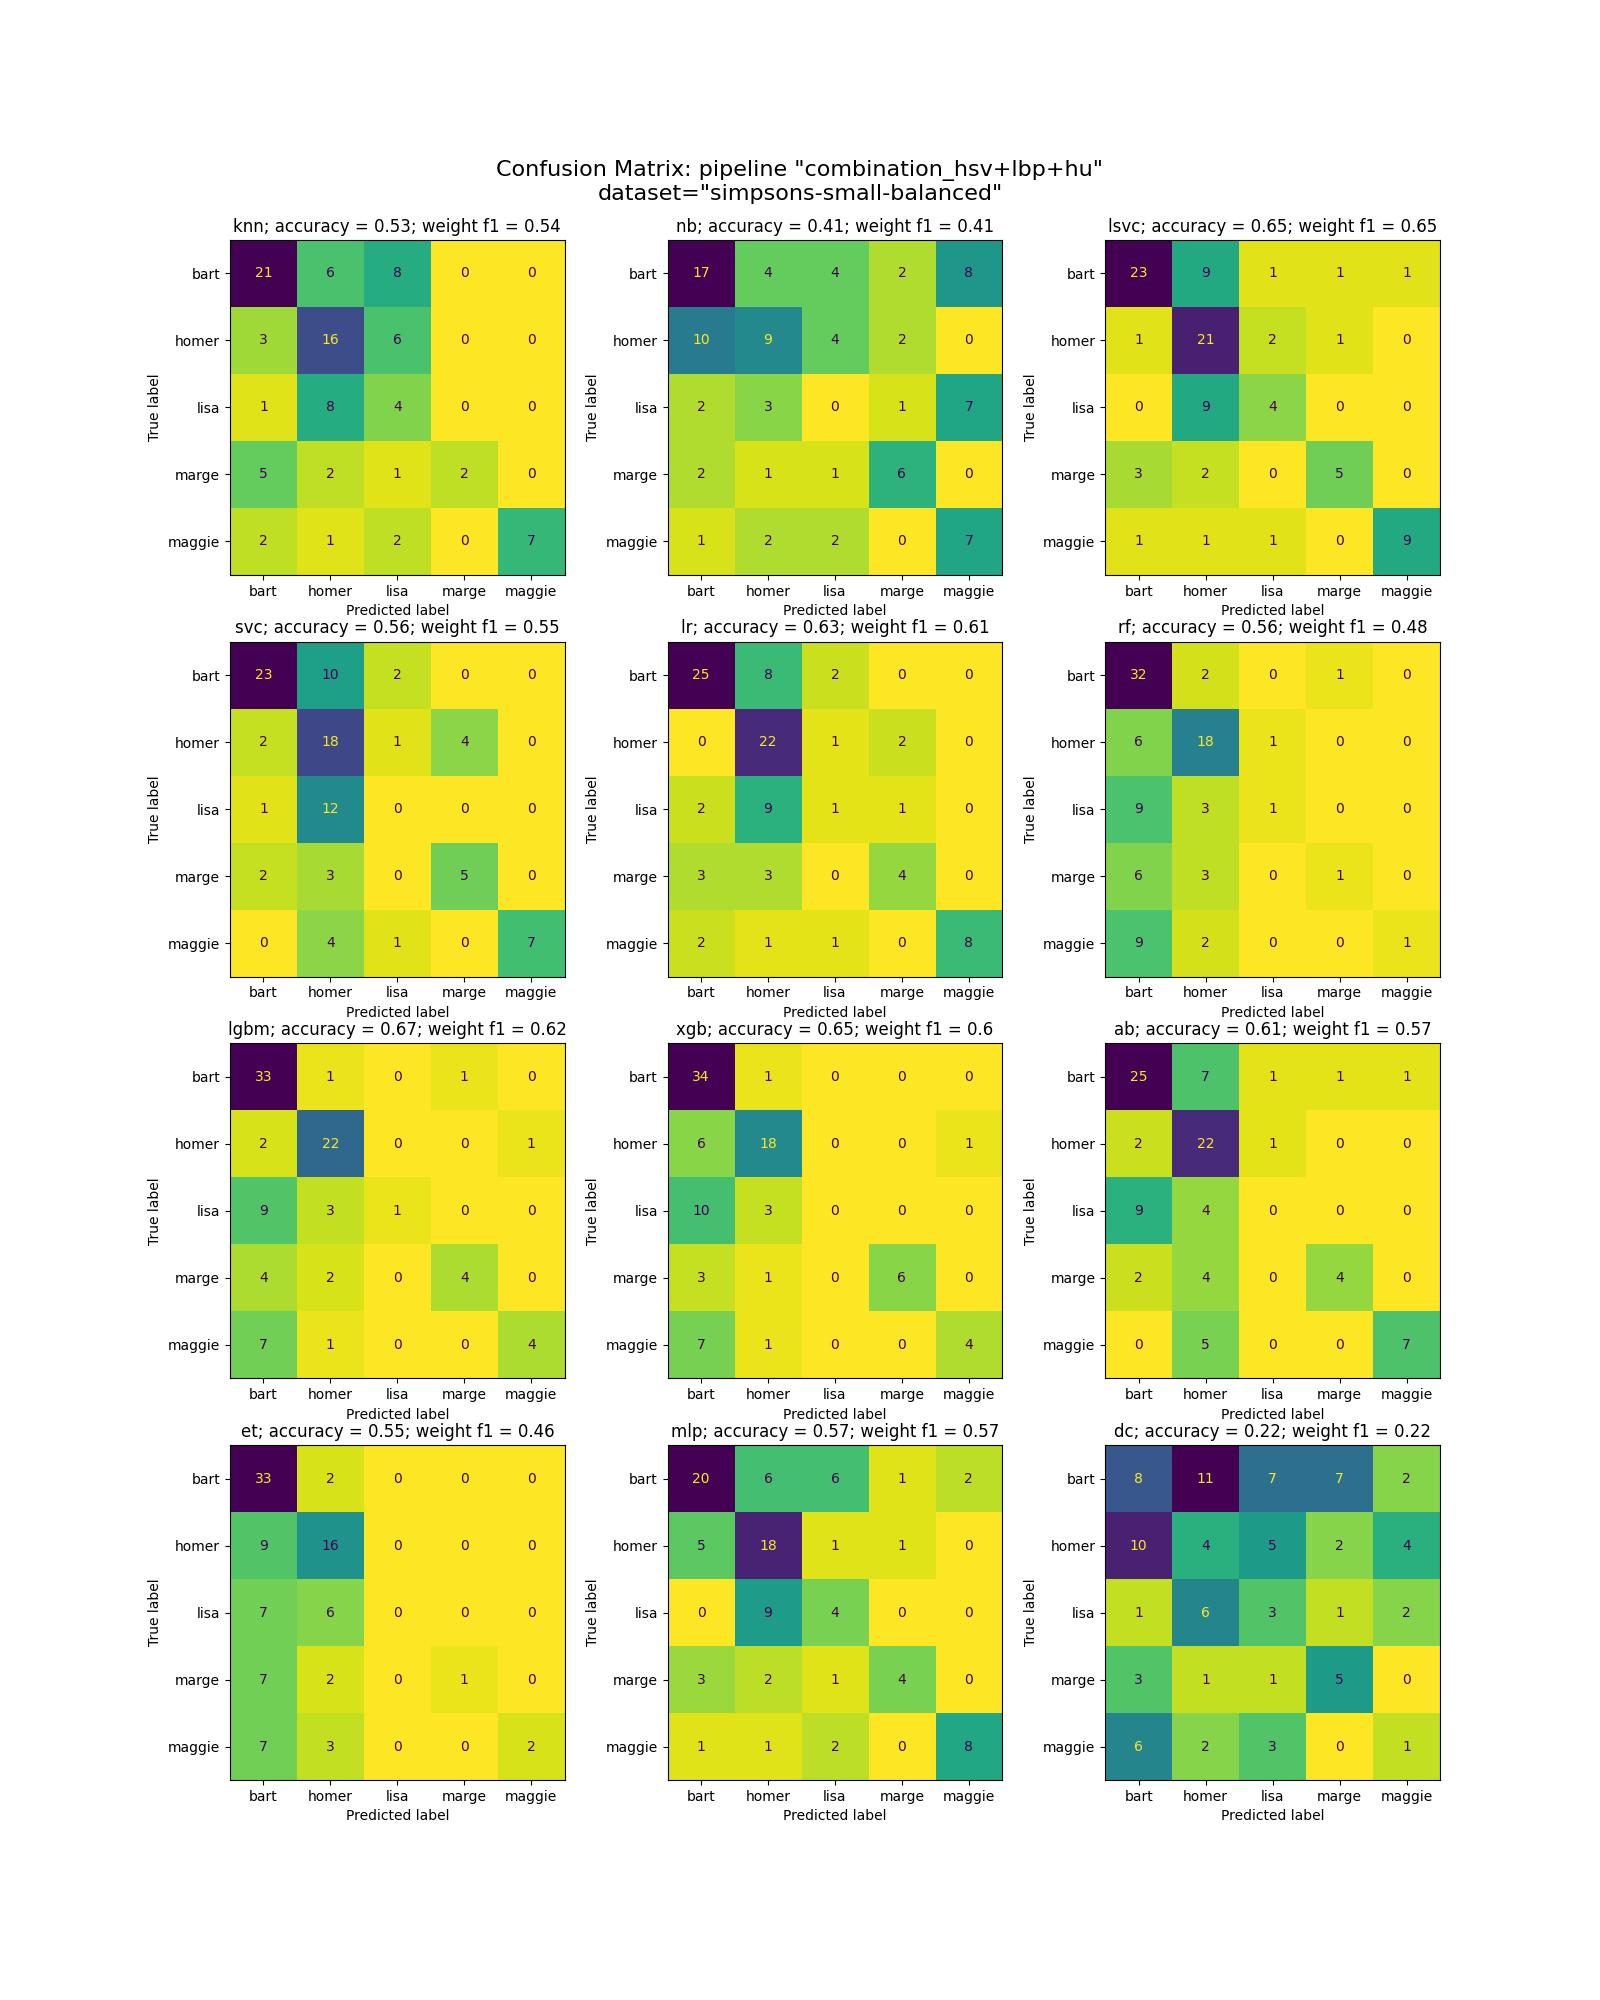 Confusion Matrix: pipeline "combination_hsv+lbp+hu"
dataset="simpsons-small-balanced"
knn; accuracy = 0.53; weight f1 = 0.54
True label
bart 21 6 8 0 0
homer 3 16 6 0 0
lisa 1 8 4 0 0
marge 5 2 1 2 0
maggie 2 1 2 0 7
bart homer lisa marge maggie
Predicted label
nb; accuracy = 0.41; weight f1 = 0.41
True label
bart 17 4 4 2 8
homer 10 9 4 2 0
lisa 2 3 0 1 7
marge 2 1 1 6 0
maggie 1 2 2 0 7
bart homer lisa marge maggie
Predicted label
lsvc; accuracy = 0.65; weight f1 = 0.65
True label
bart 23 9 1 1 1
homer 1 21 2 1 0
lisa 0 9 4 0 0
marge 3 2 0 5 0
maggie 1 1 1 0 9
bart homer lisa marge maggie
Predicted label
svc; accuracy = 0.56; weight f1 = 0.55
True label
bart 23 10 2 0 0
homer 2 18 1 4 0
lisa 1 12 0 0 0
marge 2 3 0 5 0
maggie 0 4 1 0 7
bart homer lisa marge maggie
Predicted label
lr; accuracy = 0.63; weight f1 = 0.61
True label
bart 25 8 2 0 0
homer 0 22 1 2 0
lisa 2 9 1 1 0
marge 3 3 0 4 0
maggie 2 1 1 0 8
bart homer lisa marge maggie
Predicted label
rf; accuracy = 0.56; weight f1 = 0.48
True label
bart 32 2 0 1 0
homer 6 18 1 0 0
lisa 9 3 1 0 0
marge 6 3 0 1 0
maggie 9 2 0 0 1
bart homer lisa marge maggie
Predicted label
lgbm; accuracy = 0.67; weight f1 = 0.62
True label
bart 33 1 0 1 0
homer 2 22 0 0 1
lisa 9 3 1 0 0
marge 4 2 0 4 0
maggie 7 1 0 0 4
bart homer lisa marge maggie
Predicted label
xgb; accuracy = 0.65; weight f1 = 0.6
True label
bart 34 1 0 0 0
homer 6 18 0 0 1
lisa 10 3 0 0 0
marge 3 1 0 6 0
maggie 7 1 0 0 4
bart homer lisa marge maggie
Predicted label
ab; accuracy = 0.61; weight f1 = 0.57
True label
bart 25 7 1 1 1
homer 2 22 1 0 0
lisa 9 4 0 0 0
marge 2 4 0 4 0
maggie 0 5 0 0 7
bart homer lisa marge maggie
Predicted label
et; accuracy = 0.55; weight f1 = 0.46
True label
bart 33 2 0 0 0
homer 9 16 0 0 0
lisa 7 6 0 0 0
marge 7 2 0 1 0
maggie 7 3 0 0 2
bart homer lisa marge maggie
Predicted label
mlp; accuracy = 0.57; weight f1 = 0.57
True label
bart 20 6 6 1 2
homer 5 18 1 1 0
lisa 0 9 4 0 0
marge 3 2 1 4 0
maggie 1 1 2 0 8
bart homer lisa marge maggie
Predicted label
dc; accuracy = 0.22; weight f1 = 0.22
True label
bart 8 11 7 7 2
homer 10 4 5 2 4
lisa 1 6 3 1 2
marge 3 1 1 5 0
maggie 6 2 3 0 1
bart homer lisa marge maggie
Predicted label